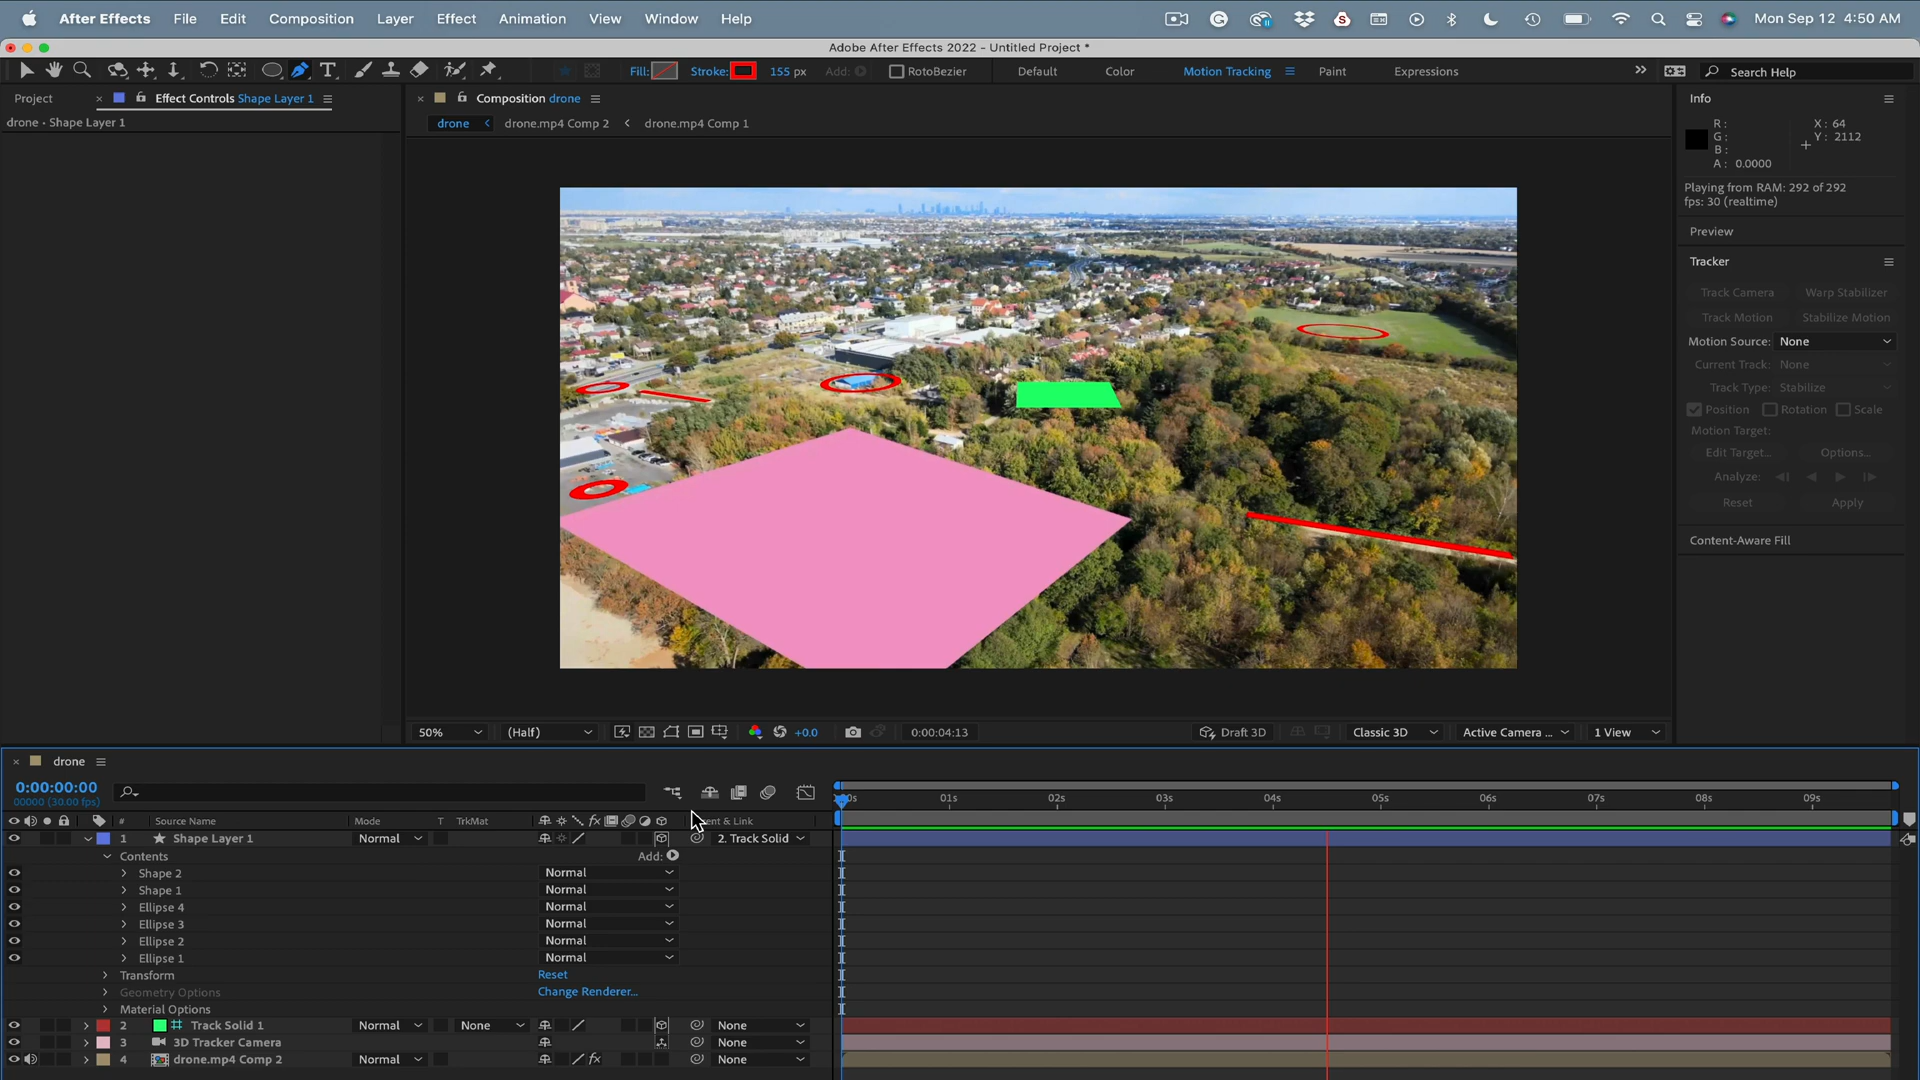 After Effects File Edit Composition Layer Effect Animation View Window Help Mon Sep 12 4:50 AM
Adobe After Effects 2022 - Untitled Project *
Fill: Stroke: 155 px Add: RotoBezier Default Color Motion Tracking Paint Expressions Search Help
Project Effect Controls Shape Layer 1 Composition drone Info
drone • Shape Layer 1 drone drone.mp4 Comp 2 drone.mp4 Comp 1
R: X: 64
G: Y: 2112
B:
A: 0.0000
Playing from RAM: 292 of 292
fps: 30 (realtime)
Preview
Tracker
Track Camera Warp Stabilizer
Track Motion Stabilize Motion
Motion Source: None
Current Track: None
Track Type: Stabilize
Position Rotation Scale
Motion Target:
Edit Target... Options...
Analyze:
Reset Apply
Content-Aware Fill
50% (Half) +0.0 0:00:04:13 Draft 3D Classic 3D Active Camera ... 1 View
drone
0:00:00:00
00000 (30.00 fps)
01s 02s 03s 04s 05s 06s 07s 08s 09s
# Source Name Mode T TrkMat ent & Link
1 Shape Layer 1 Normal 2. Track Solid
Contents Add:
Shape 2 Normal
Shape 1 Normal
Ellipse 4 Normal
Ellipse 3 Normal
Ellipse 2 Normal
Ellipse 1 Normal
Transform Reset
Geometry Options Change Renderer...
Material Options
2 Track Solid 1 Normal None None
3 3D Tracker Camera None
4 drone.mp4 Comp 2 Normal fx None